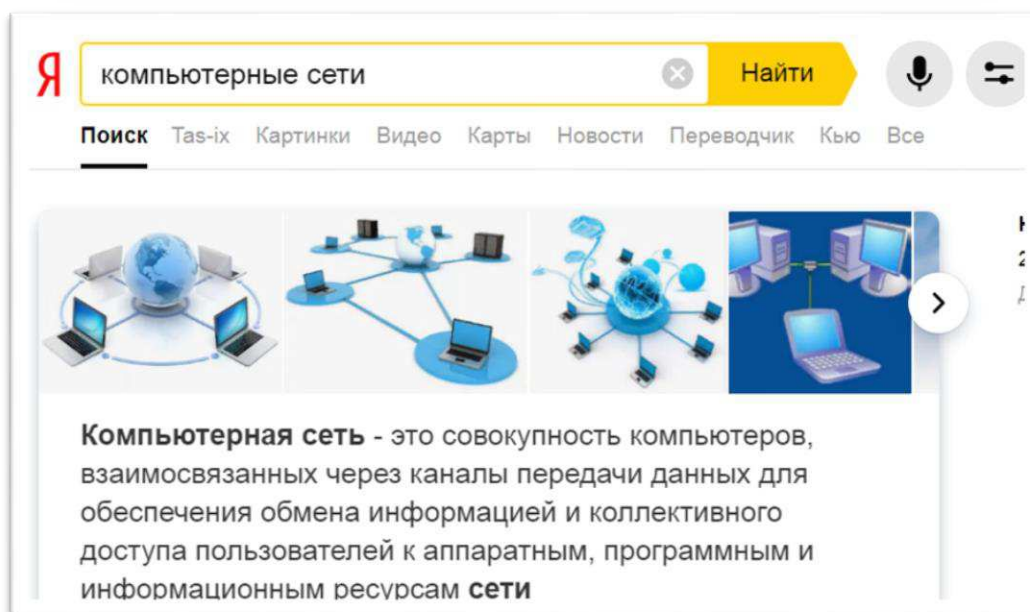 Я компьютерные сети Найти
Поиск Tas-ix Картинки Видео Карты Новости Переводчик Кью Все
Компьютерная сеть - это совокупность компьютеров,
взаимосвязанных через каналы передачи данных для
обеспечения обмена информацией и коллективного
доступа пользователей к аппаратным, программным и
информационным ресурсам сети